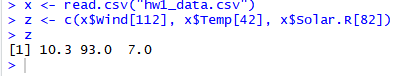 > x <- read.csv("hw1_data.csv")
> z <- c(x$Wind[112], x$Temp[42], x$Solar.R[82])
> z
[1] 10.3 93.0  7.0
>